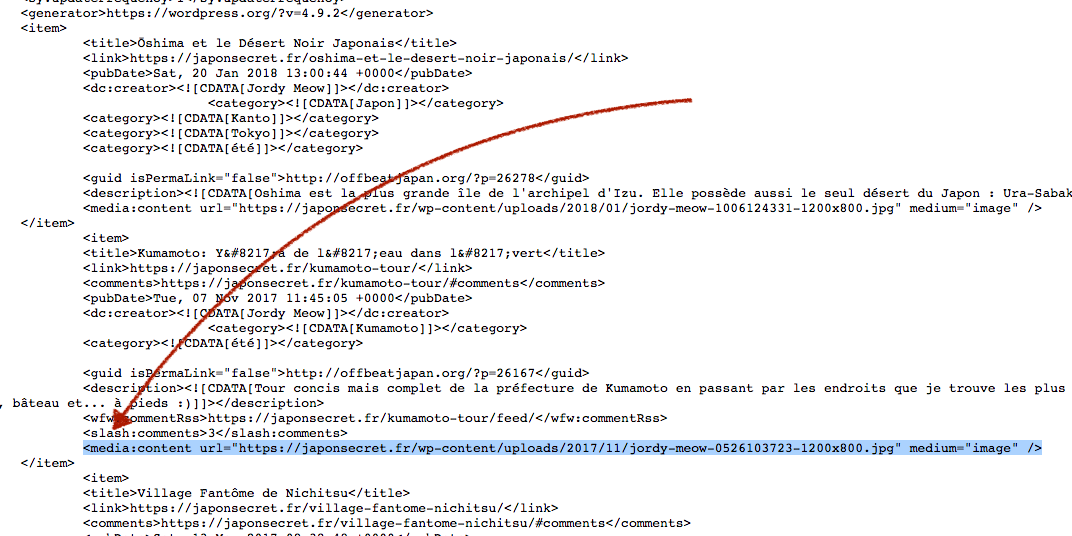 <generator>https://wordpress.org/?v=4.9.2</generator>
<item>
<title>Ōshima et le Désert Noir Japonais</title>
<link>https://japonsecret.fr/oshima-et-le-desert-noir-japonais/</link>
<pubDate>Sat, 20 Jan 2018 13:00:44 +0000</pubDate>
<dc:creator><![CDATA[Jordy Meow]]></dc:creator>
<category><![CDATA[Japon]]></category>
<category><![CDATA[Kanto]]></category>
<category><![CDATA[Tokyo]]></category>
<category><![CDATA[été]]></category>
<guid isPermaLink="false">http://offbeatjapan.org/?p=26278</guid>
<description><![CDATA[Oshima est la plus grande île de l'archipel d'Izu. Elle possède aussi le seul désert du Japon : Ura-Sabak
<media:content url="https://japonsecret.fr/wp-content/uploads/2018/01/jordy-meow-1006124331-1200x800.jpg" medium="image" />
</item>
<item>
<title>Kumamoto: Y&#8217;a de l&#8217;eau dans l&#8217;vert</title>
<link>https://japonsecret.fr/kumamoto-tour/</link>
<comments>https://japonsecret.fr/kumamoto-tour/#comments</comments>
<pubDate>Tue, 07 Nov 2017 11:45:05 +0000</pubDate>
<dc:creator><![CDATA[Jordy Meow]]></dc:creator>
<category><![CDATA[Kumamoto]]></category>
<category><![CDATA[été]]></category>
<guid isPermaLink="false">http://offbeatjapan.org/?p=26167</guid>
<description><![CDATA[Tour concis mais complet de la préfecture de Kumamoto en passant par les endroits que je trouve les plus
, bâteau et... à pieds :)]]></description>
<wfw:commentRss>https://japonsecret.fr/kumamoto-tour/feed/</wfw:commentRss>
<slash:comments>3</slash:comments>
<media:content url="https://japonsecret.fr/wp-content/uploads/2017/11/jordy-meow-0526103723-1200x800.jpg" medium="image" />
</item>
<item>
<title>Village Fantôme de Nichitsu</title>
<link>https://japonsecret.fr/village-fantome-nichitsu/</link>
<comments>https://japonsecret.fr/village-fantome-nichitsu/#comments</comments>